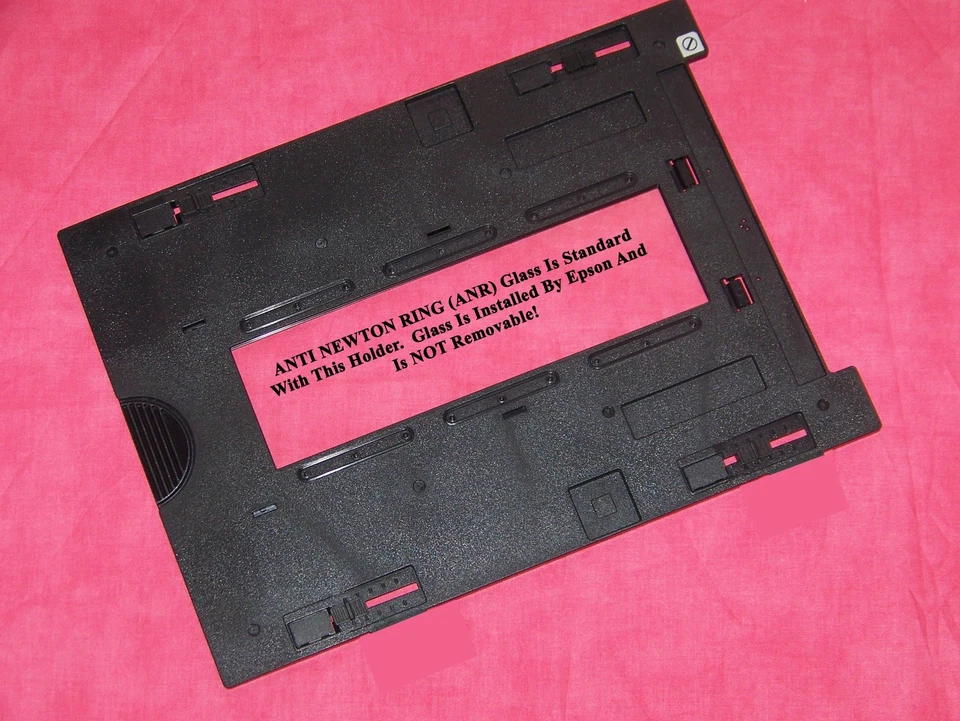 ANTI NEWTON RING (ANR) Glass Is Standard
With This Holder.  Glass Is Installed By Epson And
Is NOT Removable!